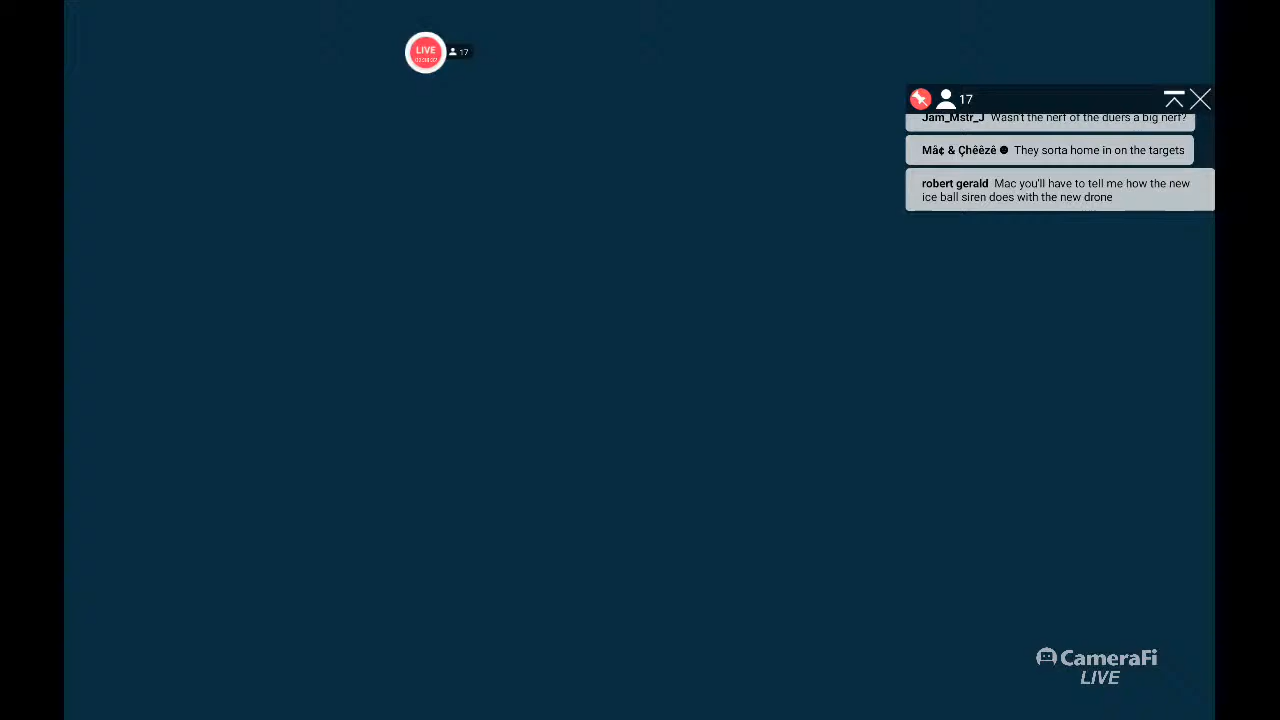 LIVE
17
17
Jam_Mstr_J Wasn't the nerf of the duers a big nerf?
Mâ¢ & Çhêêzê ☻ They sorta home in on the targets
robert gerald Mac you'll have to tell me how the new
ice ball siren does with the new drone
CameraFi
LIVE